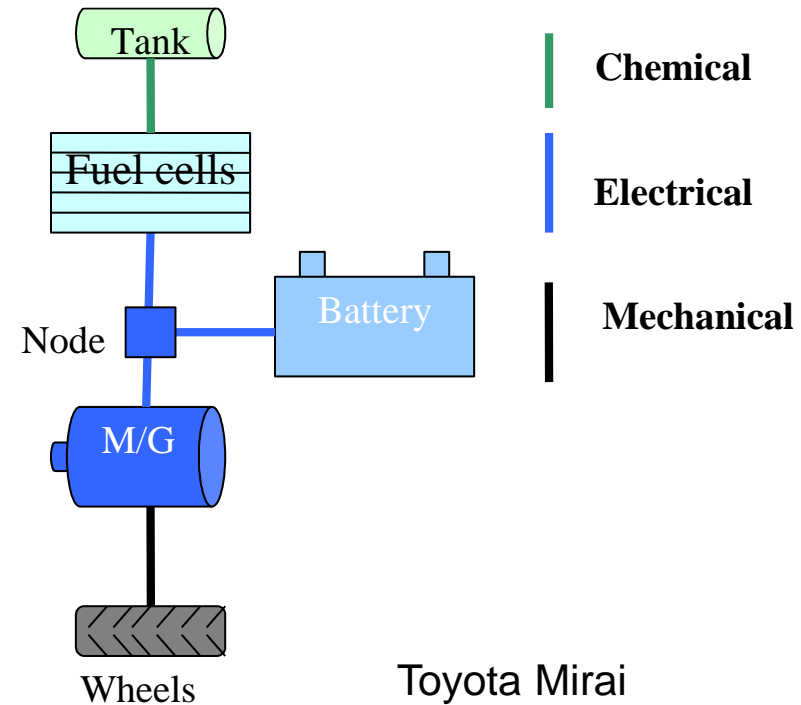 Tank
Chemical
Fuel cells
Electrical
Battery
Mechanical
Node
M/G
Wheels
Toyota Mirai